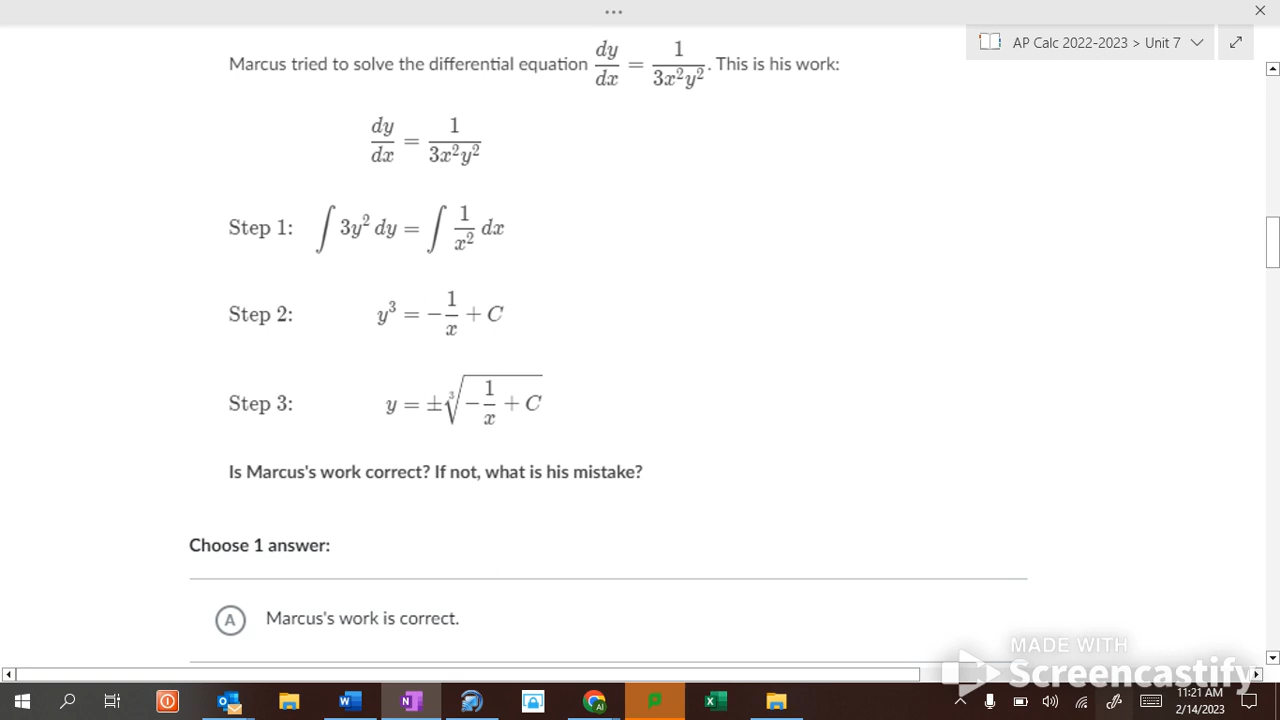 ...
AP Calc 2022-2023 > Unit 7
Marcus tried to solve the differential equation dy/dx = 1/(3x²y²). This is his work:
dy/dx = 1/(3x²y²)
Step 1: ∫ 3y² dy = ∫ 1/x² dx
Step 2: y³ = −1/x + C
Step 3: y = ±∛(−1/x + C)
Is Marcus's work correct? If not, what is his mistake?
Choose 1 answer:
A Marcus's work is correct.
MADE WITH
Screencastify
11:21 AM
2/14/2023